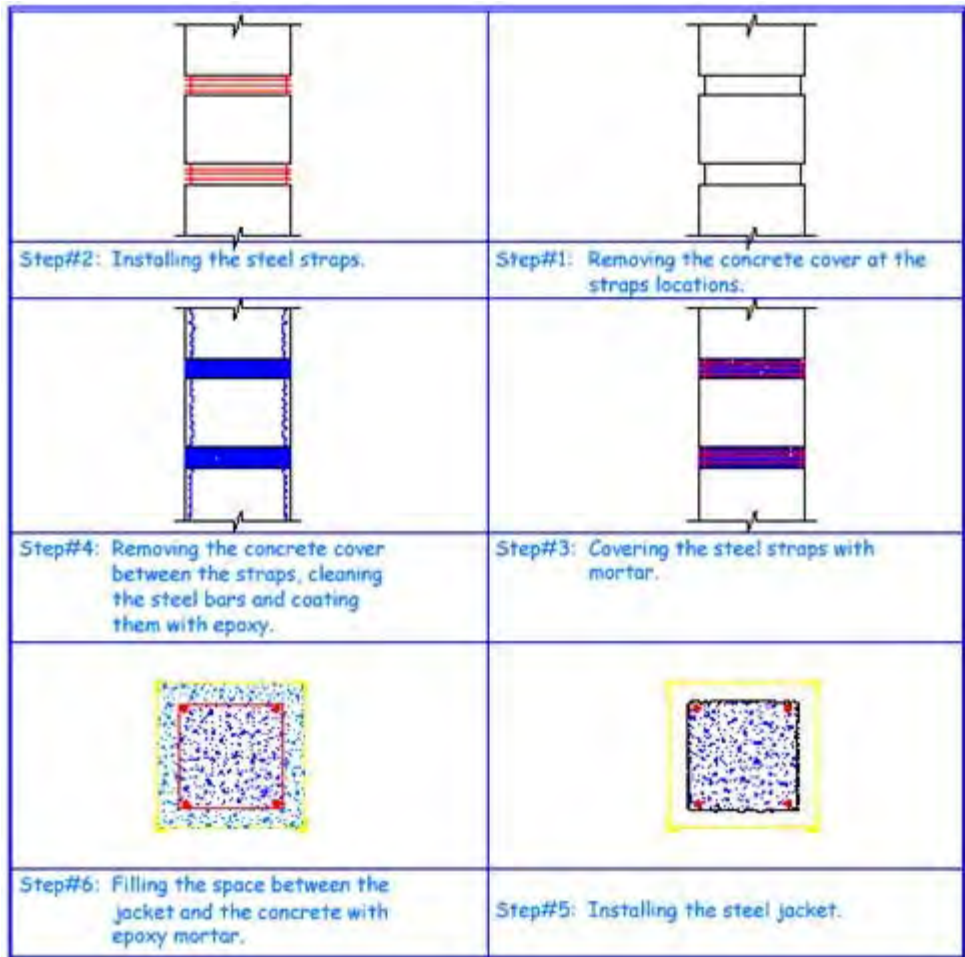 Step#2: Installing the steel straps.
Step#1: Removing the concrete cover at the
straps locations.
Step#4: Removing the concrete cover
between the straps, cleaning
the steel bars and coating
them with epoxy.
Step#3: Covering the steel straps with
mortar.
Step#6: Filling the space between the
jacket and the concrete with
epoxy mortar.
Step#5: Installing the steel jacket.